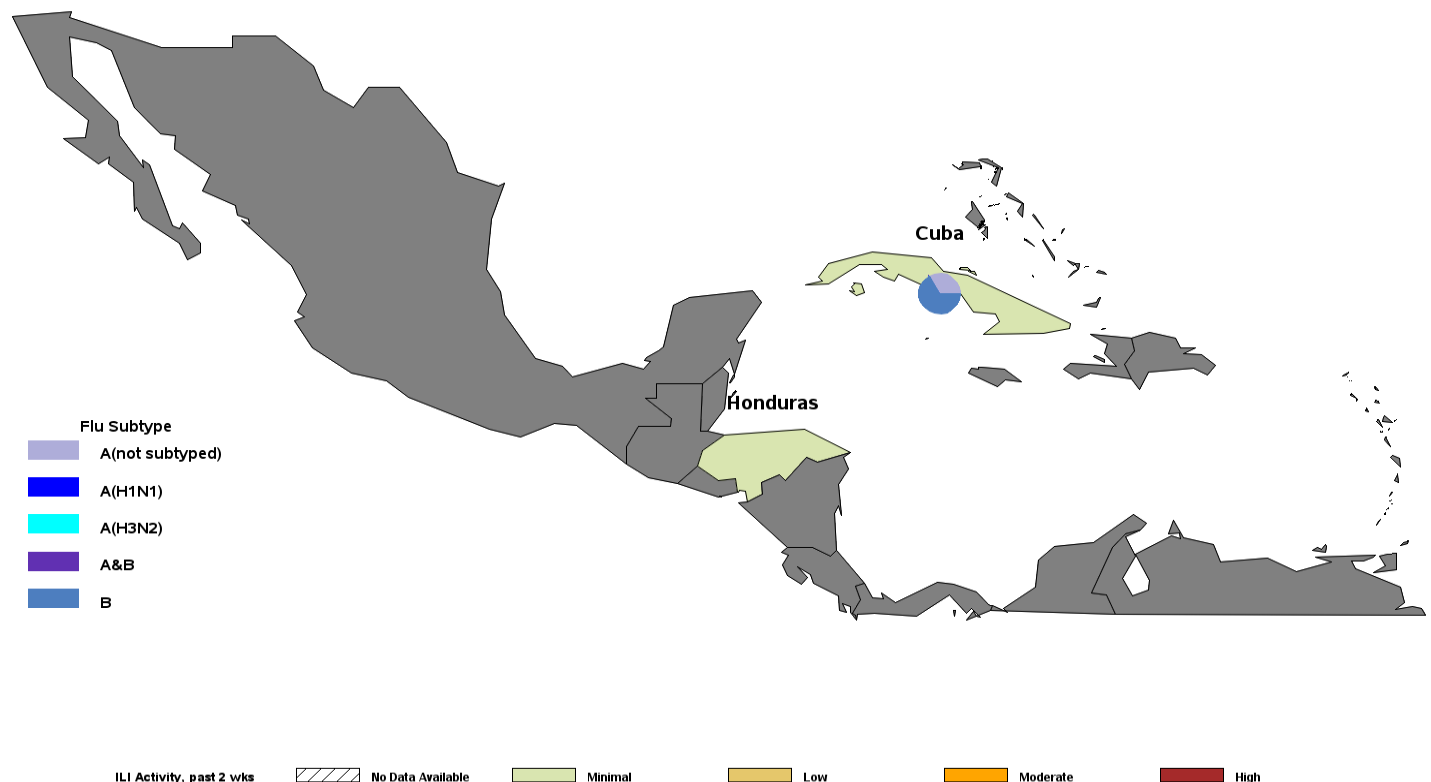 Cuba
Honduras
Flu Subtype
A(not subtyped)
A(H1N1)
A(H3N2)
A&B
B
ILI Activity, past 2 wks No Data Available Minimal Low Moderate High